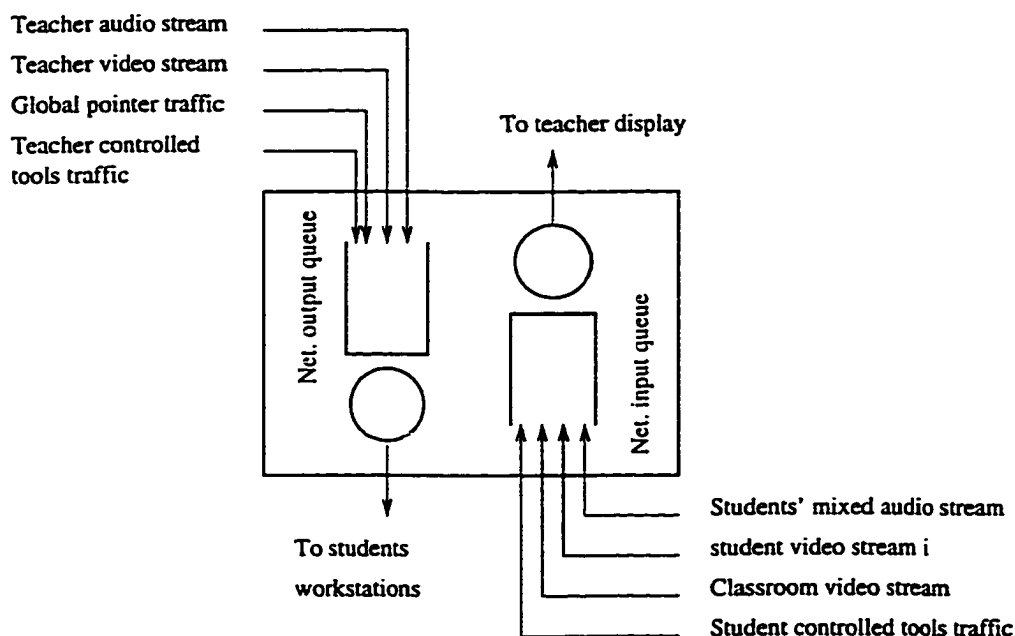 Teacher audio stream
Teacher video stream
Global pointer traffic
Teacher controlled
tools traffic
To teacher display
Net. output queue
Net. input queue
To students
workstations
Students' mixed audio stream
student video stream i
Classroom video stream
Student controlled tools traffic